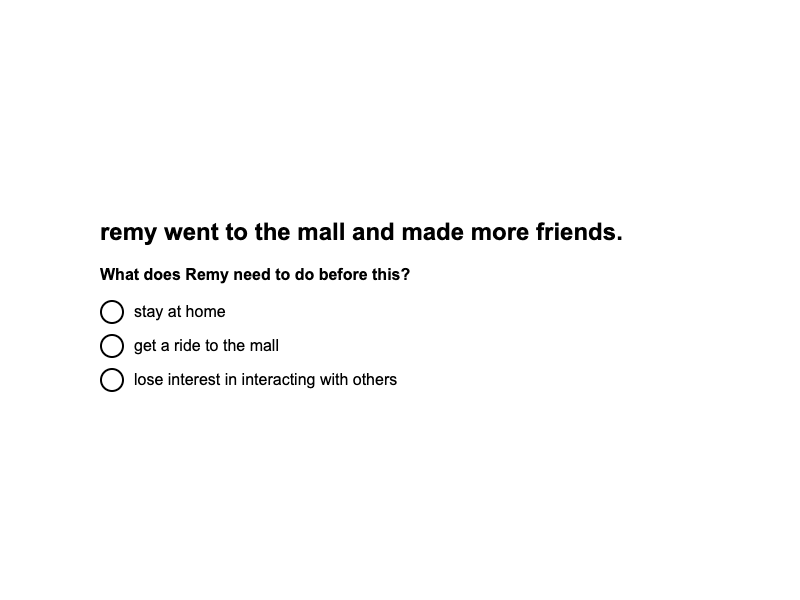 remy went to the mall and made more friends.
What does Remy need to do before this?
stay at home
get a ride to the mall
lose interest in interacting with others